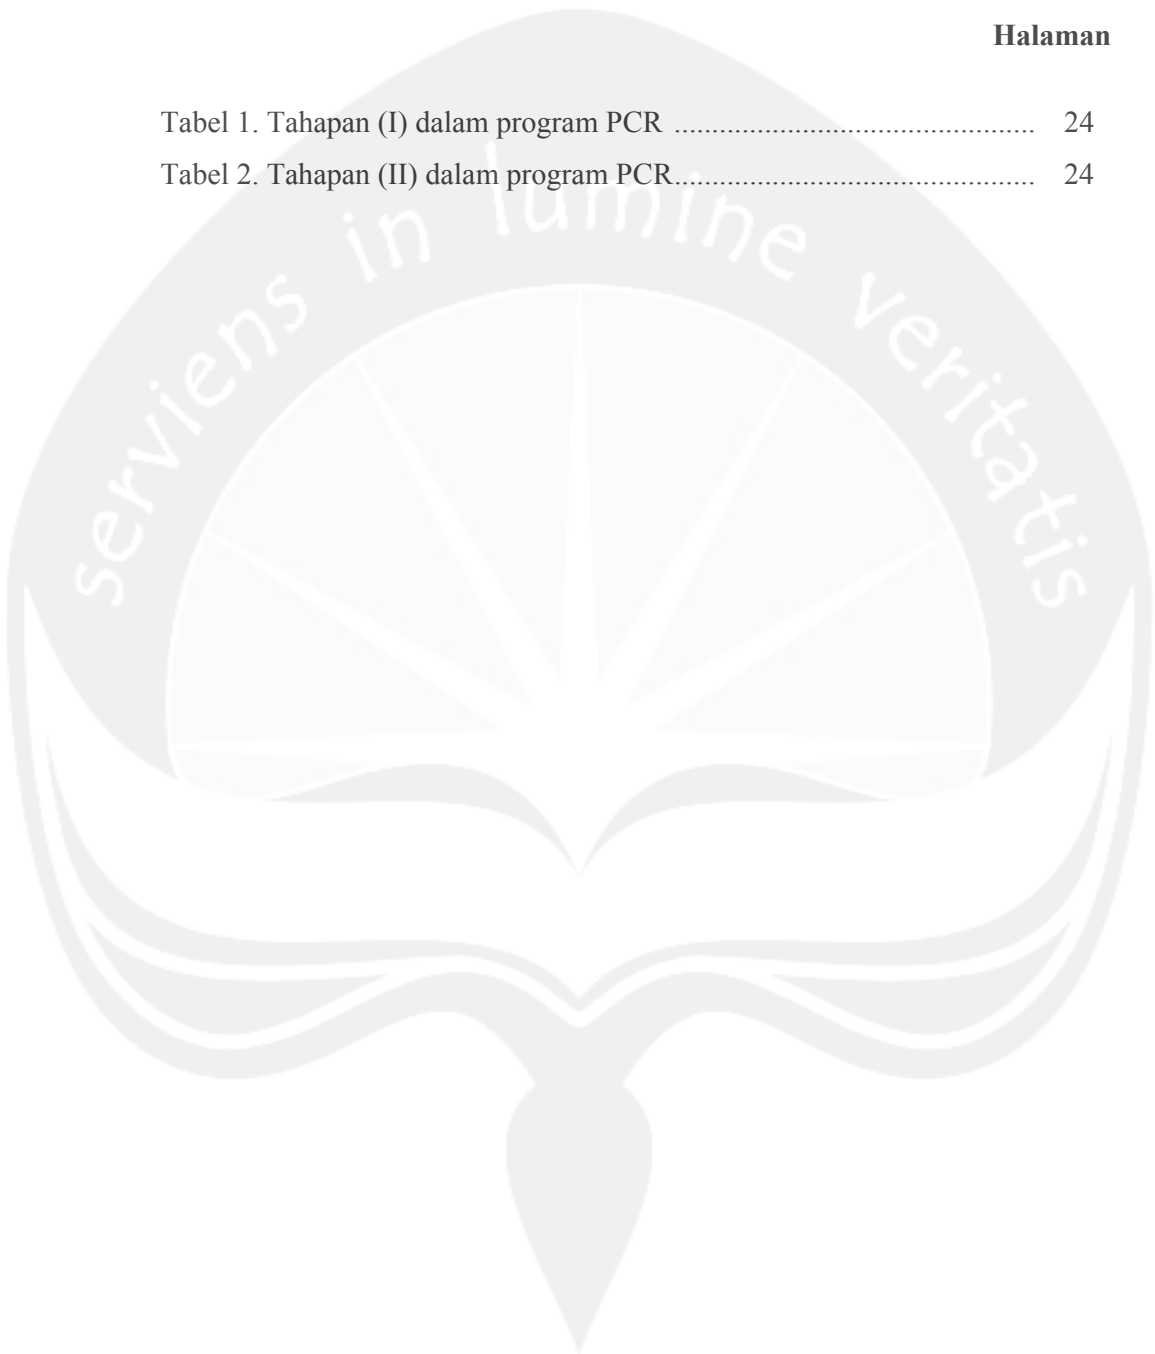 Halaman
Tabel 1. Tahapan (I) dalam program PCR ........................................ 24
Tabel 2. Tahapan (II) dalam program PCR........................................ 24
serviens in lumine veritatis